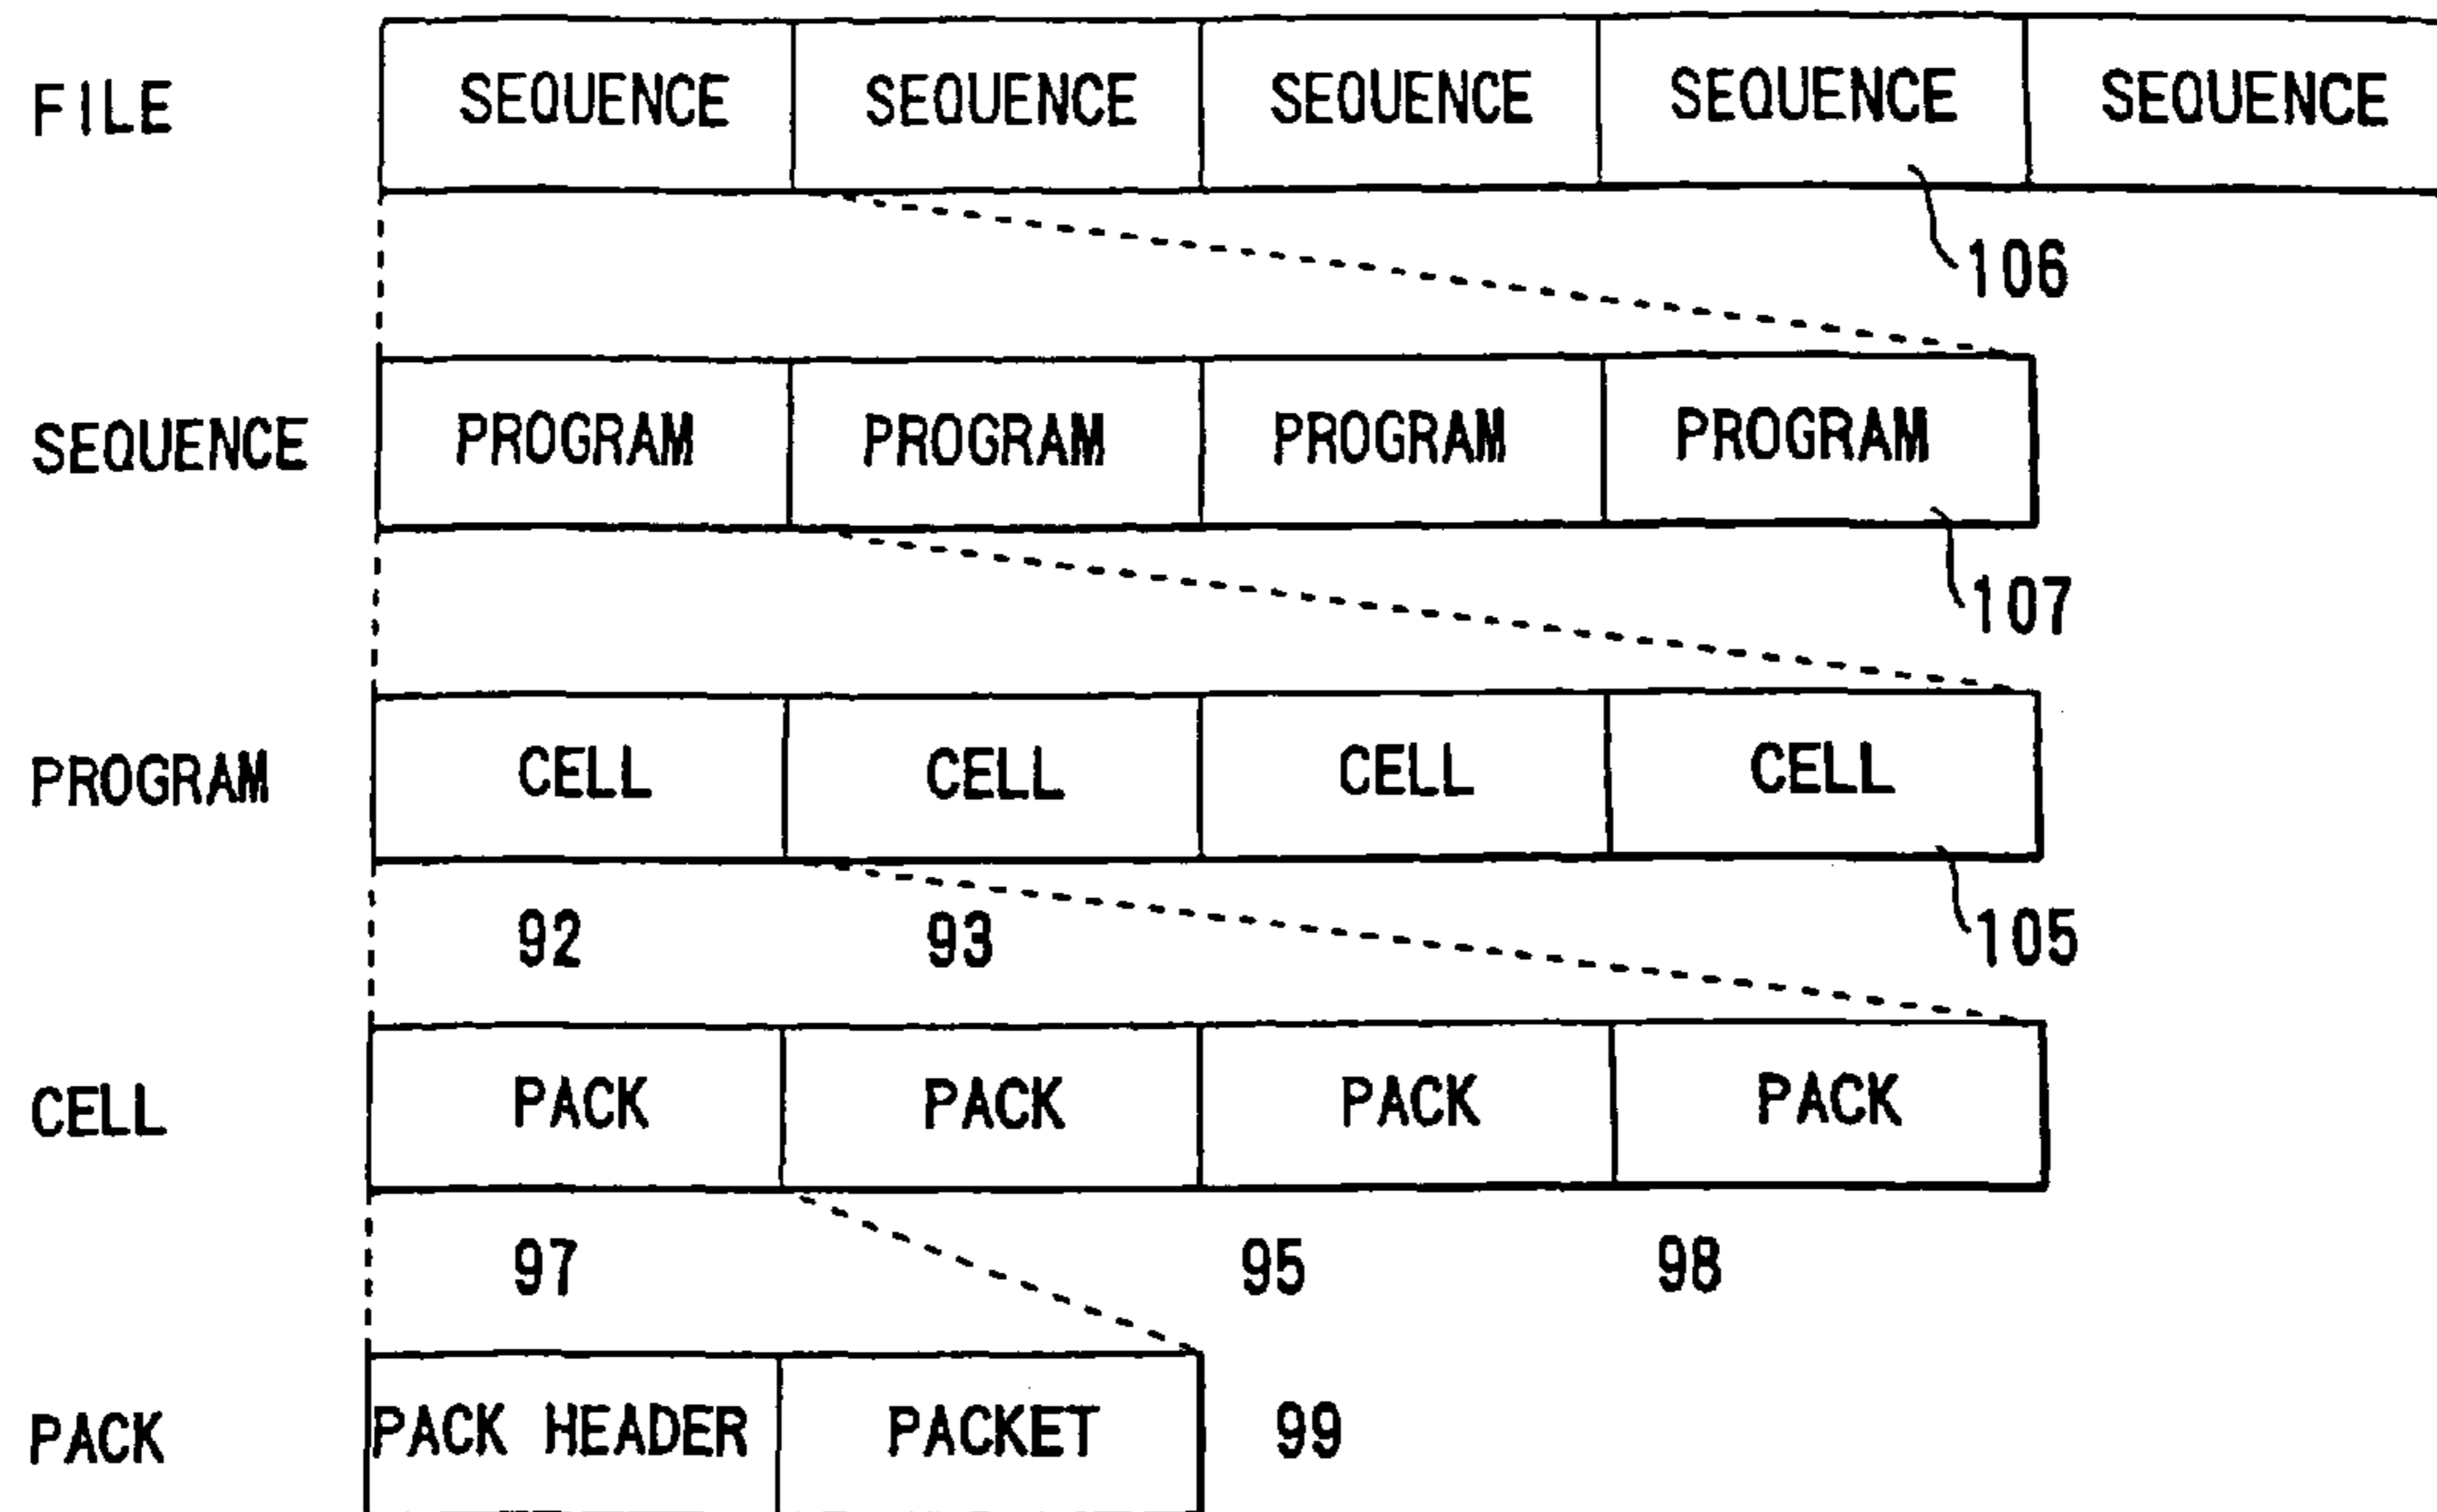 FILE SEQUENCE SEQUENCE SEQUENCE SEQUENCE SEQUENCE
106
SEQUENCE PROGRAM PROGRAM PROGRAM PROGRAM
107
PROGRAM CELL CELL CELL CELL
92 93 105
CELL PACK PACK PACK PACK
97 95 98
PACK PACK HEADER PACKET 99